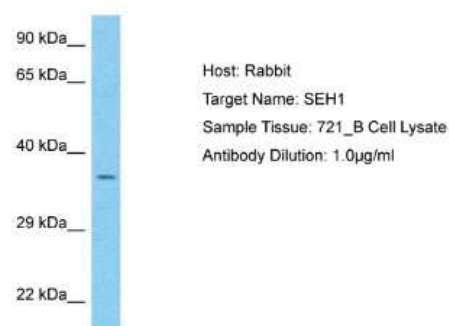 90 kDa__
65 kDa__
Host: Rabbit
Target Name: SEH1
Sample Tissue: 721_B Cell Lysate
40 kDa__
Antibody Dilution: 1.0µg/ml
29 kDa__
22 kDa__